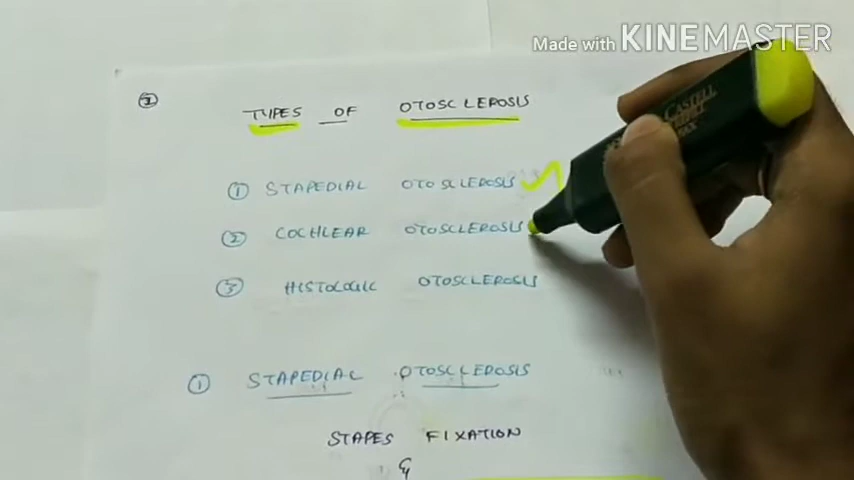 Made with KINEMASTER
② TYPES OF OTOSCLEROSIS
① STAPEDIAL OTOSCLEROSIS
② COCHLEAR OTOSCLEROSIS
③ HISTOLOGIC OTOSCLEROSIS
① STAPEDIAL OTOSCLEROSIS
STAPES FIXATION
&
CASTELL